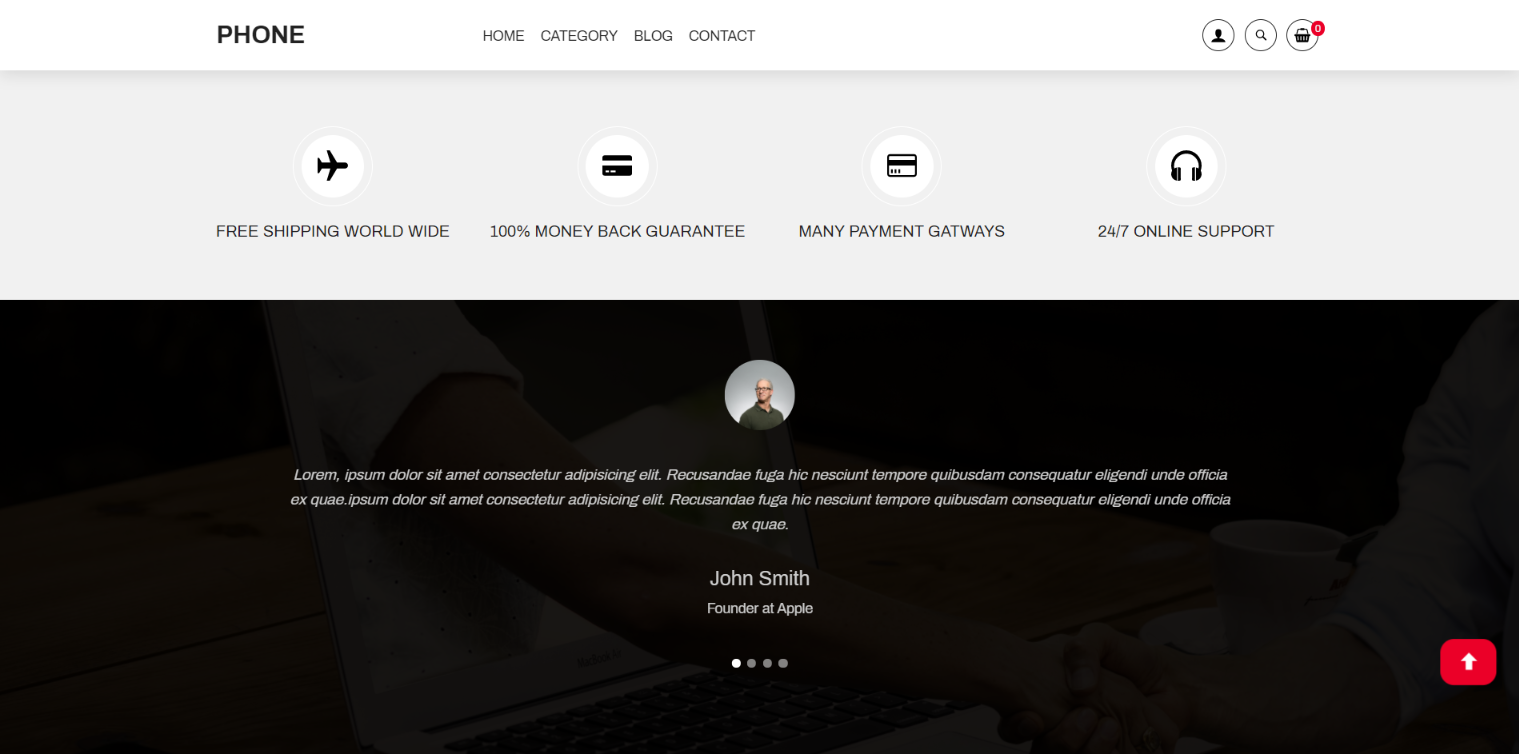 PHONE
HOME CATEGORY BLOG CONTACT
0
FREE SHIPPING WORLD WIDE
100% MONEY BACK GUARANTEE
MANY PAYMENT GATWAYS
24/7 ONLINE SUPPORT
Lorem, ipsum dolor sit amet consectetur adipisicing elit. Recusandae fuga hic nesciunt tempore quibusdam consequatur eligendi unde officia
ex quae.ipsum dolor sit amet consectetur adipisicing elit. Recusandae fuga hic nesciunt tempore quibusdam consequatur eligendi unde officia
ex quae.
John Smith
Founder at Apple